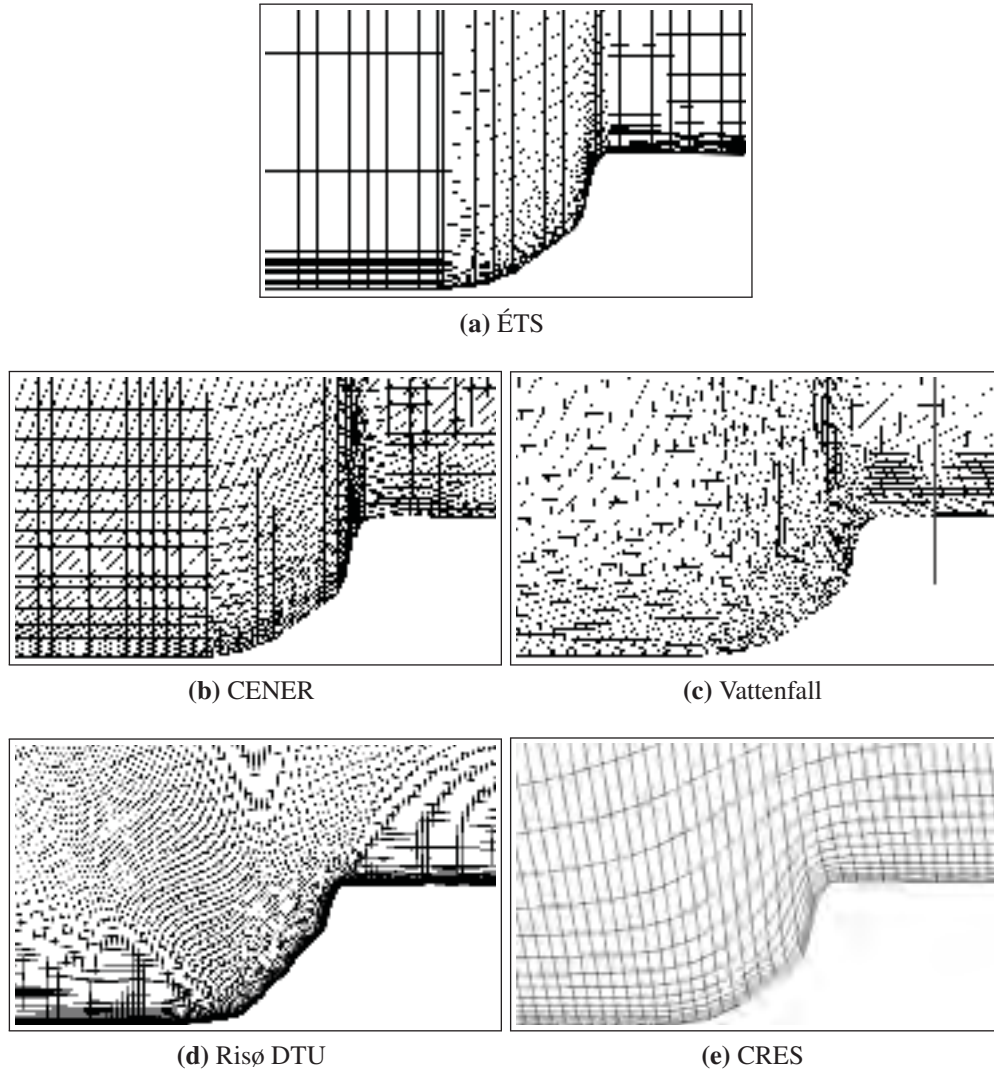 (a) ÉTS
(b) CENER
(c) Vattenfall
(d) Risø DTU
(e) CRES